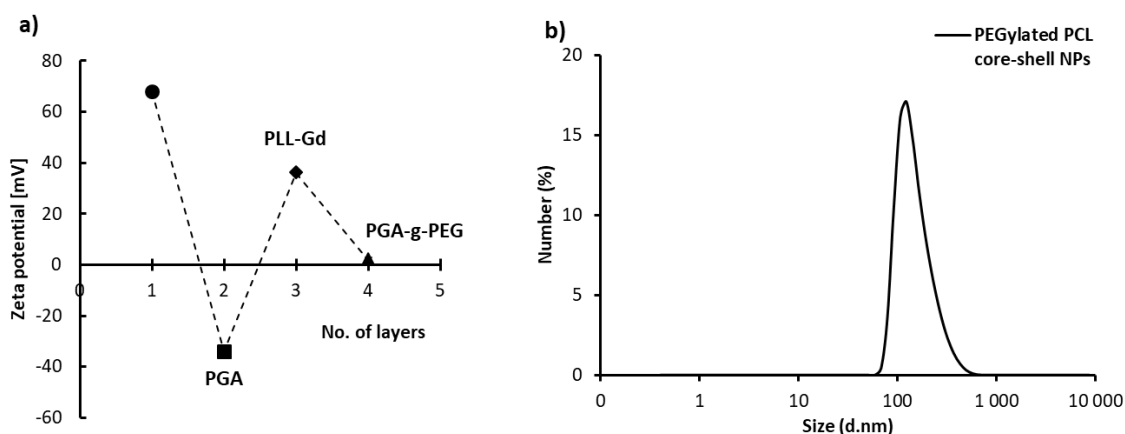 a)
80
60
40
20
0
-20
-40
-60
Zeta potential [mV]
0
1
2
3
4
5
PGA
PLL-Gd
PGA-g-PEG
No. of layers
b)
PEGylated PCL
core-shell NPs
20
15
10
5
0
Number (%)
0
1
10
100
1 000
10 000
Size (d.nm)